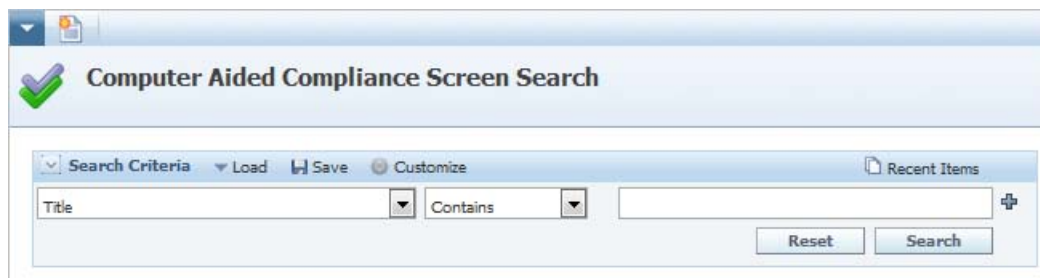 Computer Aided Compliance Screen Search
Search Criteria Load Save Customize Recent Items
Title Contains
Reset Search